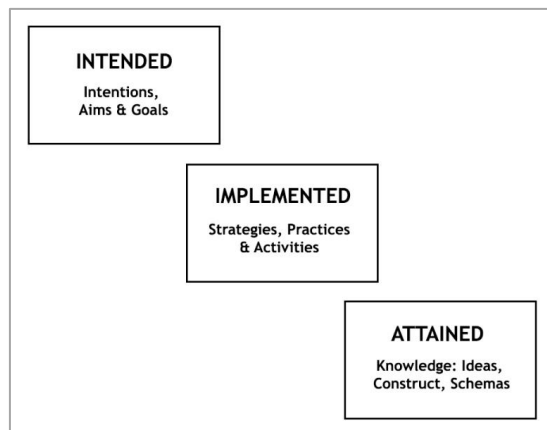 INTENDED
Intentions,
Aims & Goals
IMPLEMENTED
Strategies, Practices
& Activities
ATTAINED
Knowledge: Ideas,
Construct, Schemas